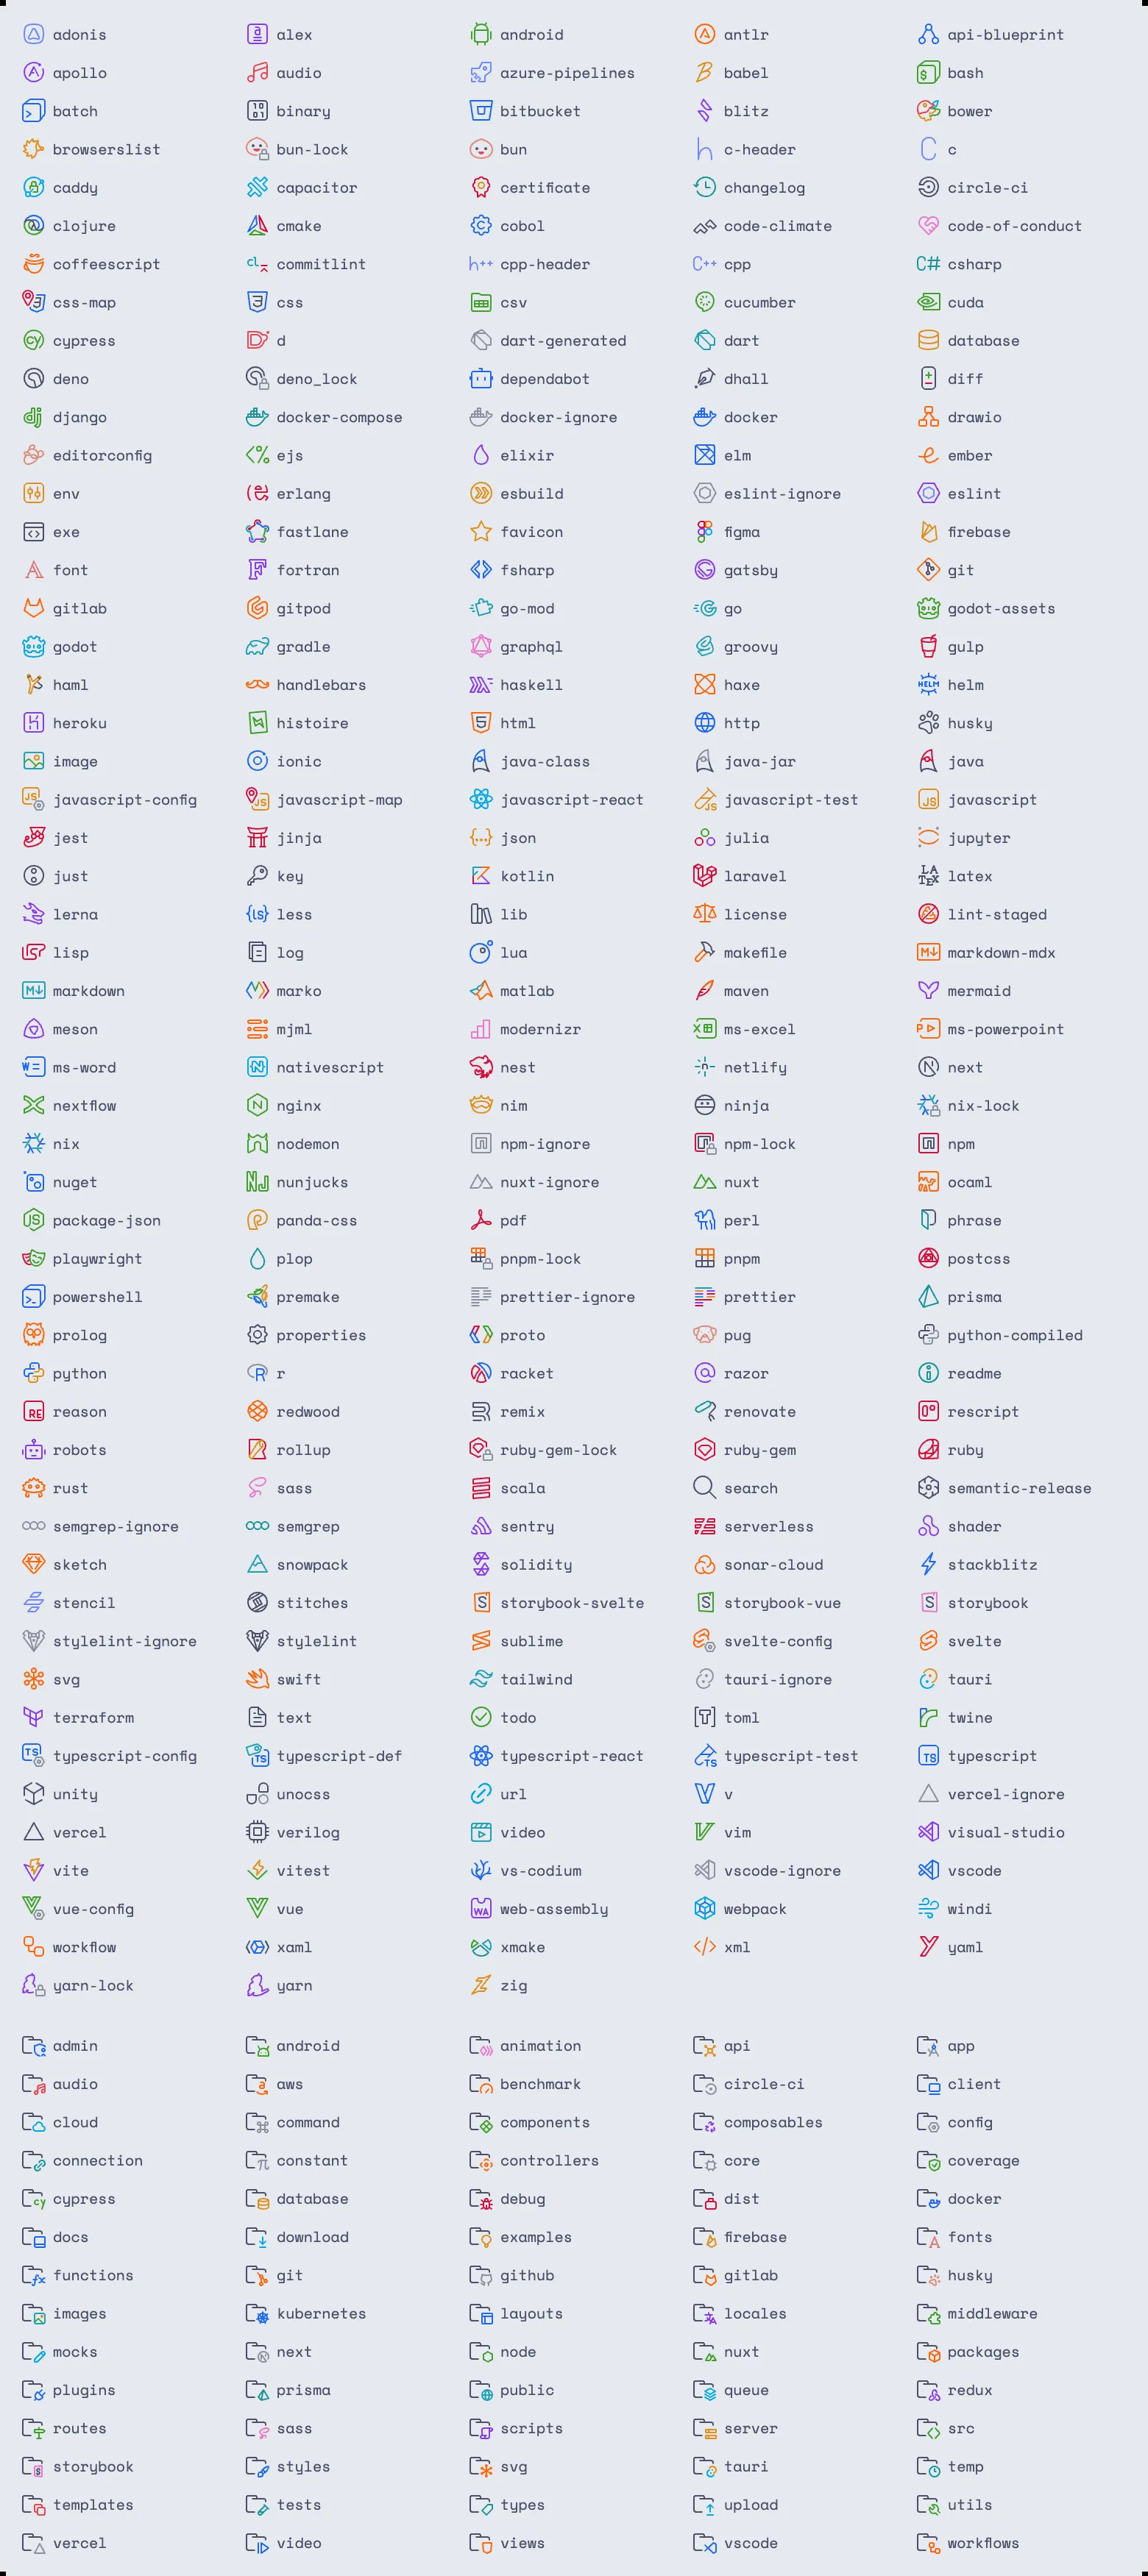 adonis alex android antlr api-blueprint
apollo audio azure-pipelines babel bash
batch binary bitbucket blitz bower
browserslist bun-lock bun c-header c
caddy capacitor certificate changelog circle-ci
clojure cmake cobol code-climate code-of-conduct
coffeescript commitlint cpp-header cpp csharp
css-map css csv cucumber cuda
cypress d dart-generated dart database
deno deno_lock dependabot dhall diff
django docker-compose docker-ignore docker drawio
editorconfig ejs elixir elm ember
env erlang esbuild eslint-ignore eslint
exe fastlane favicon figma firebase
font fortran fsharp gatsby git
gitlab gitpod go-mod go godot-assets
godot gradle graphql groovy gulp
haml handlebars haskell haxe helm
heroku histoire html http husky
image ionic java-class java-jar java
javascript-config javascript-map javascript-react javascript-test javascript
jest jinja json julia jupyter
just key kotlin laravel latex
lerna less lib license lint-staged
lisp log lua makefile markdown-mdx
markdown marko matlab maven mermaid
meson mjml modernizr ms-excel ms-powerpoint
ms-word nativescript nest netlify next
nextflow nginx nim ninja nix-lock
nix nodemon npm-ignore npm-lock npm
nuget nunjucks nuxt-ignore nuxt ocaml
package-json panda-css pdf perl phrase
playwright plop pnpm-lock pnpm postcss
powershell premake prettier-ignore prettier prisma
prolog properties proto pug python-compiled
python r racket razor readme
reason redwood remix renovate rescript
robots rollup ruby-gem-lock ruby-gem ruby
rust sass scala search semantic-release
semgrep-ignore semgrep sentry serverless shader
sketch snowpack solidity sonar-cloud stackblitz
stencil stitches storybook-svelte storybook-vue storybook
stylelint-ignore stylelint sublime svelte-config svelte
svg swift tailwind tauri-ignore tauri
terraform text todo toml twine
typescript-config typescript-def typescript-react typescript-test typescript
unity unocss url v vercel-ignore
vercel verilog video vim visual-studio
vite vitest vs-codium vscode-ignore vscode
vue-config vue web-assembly webpack windi
workflow xaml xmake xml yaml
yarn-lock yarn zig
admin android animation api app
audio aws benchmark circle-ci client
cloud command components composables config
connection constant controllers core coverage
cypress database debug dist docker
docs download examples firebase fonts
functions git github gitlab husky
images kubernetes layouts locales middleware
mocks next node nuxt packages
plugins prisma public queue redux
routes sass scripts server src
storybook styles svg tauri temp
templates tests types upload utils
vercel video views vscode workflows